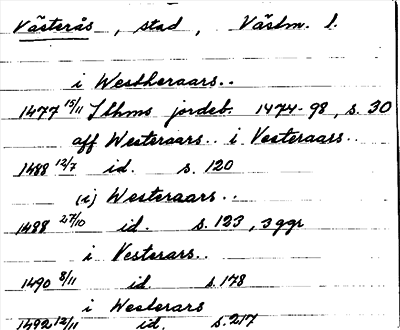 Västerås, stad, Västm. l.
i Westheraars..
1477 15/11 Sthms jordeb. 1474-98, s. 30
aff Westeraars.. i Vesteraars..
1488 12/7 id. s. 120
(i) Westeraars..
1488 27/10 id. s. 123, 3 ggr
i Vesterars..
1490 8/11 id s. 178
i Westerars
1492 12/11 id. s. 217